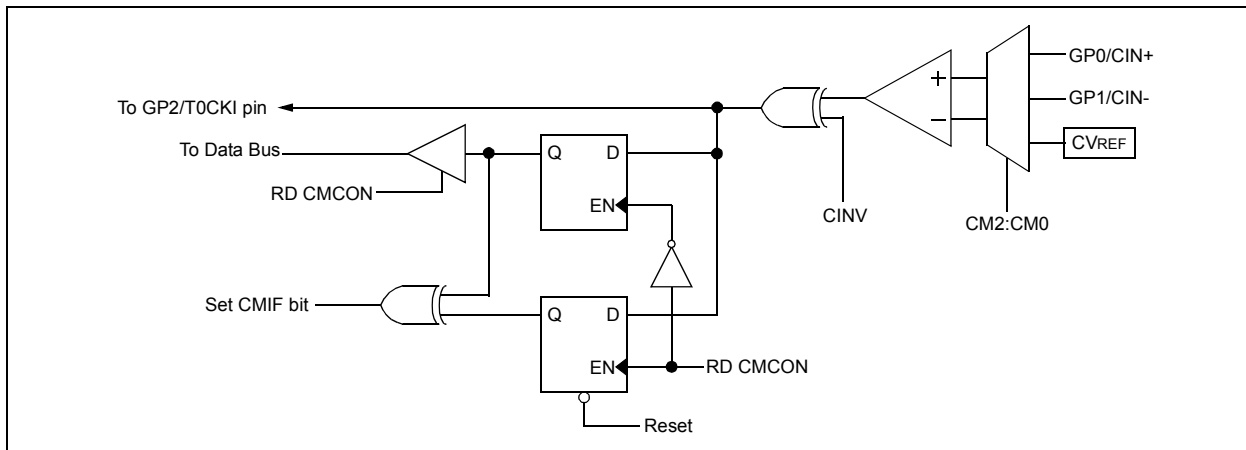 GP0/CIN+
+
To GP2/T0CKI pin
GP1/CIN-
−
To Data Bus
Q D
CVREF
RD CMCON
EN
CINV
CM2:CM0
Set CMIF bit
Q D
EN
RD CMCON
Reset